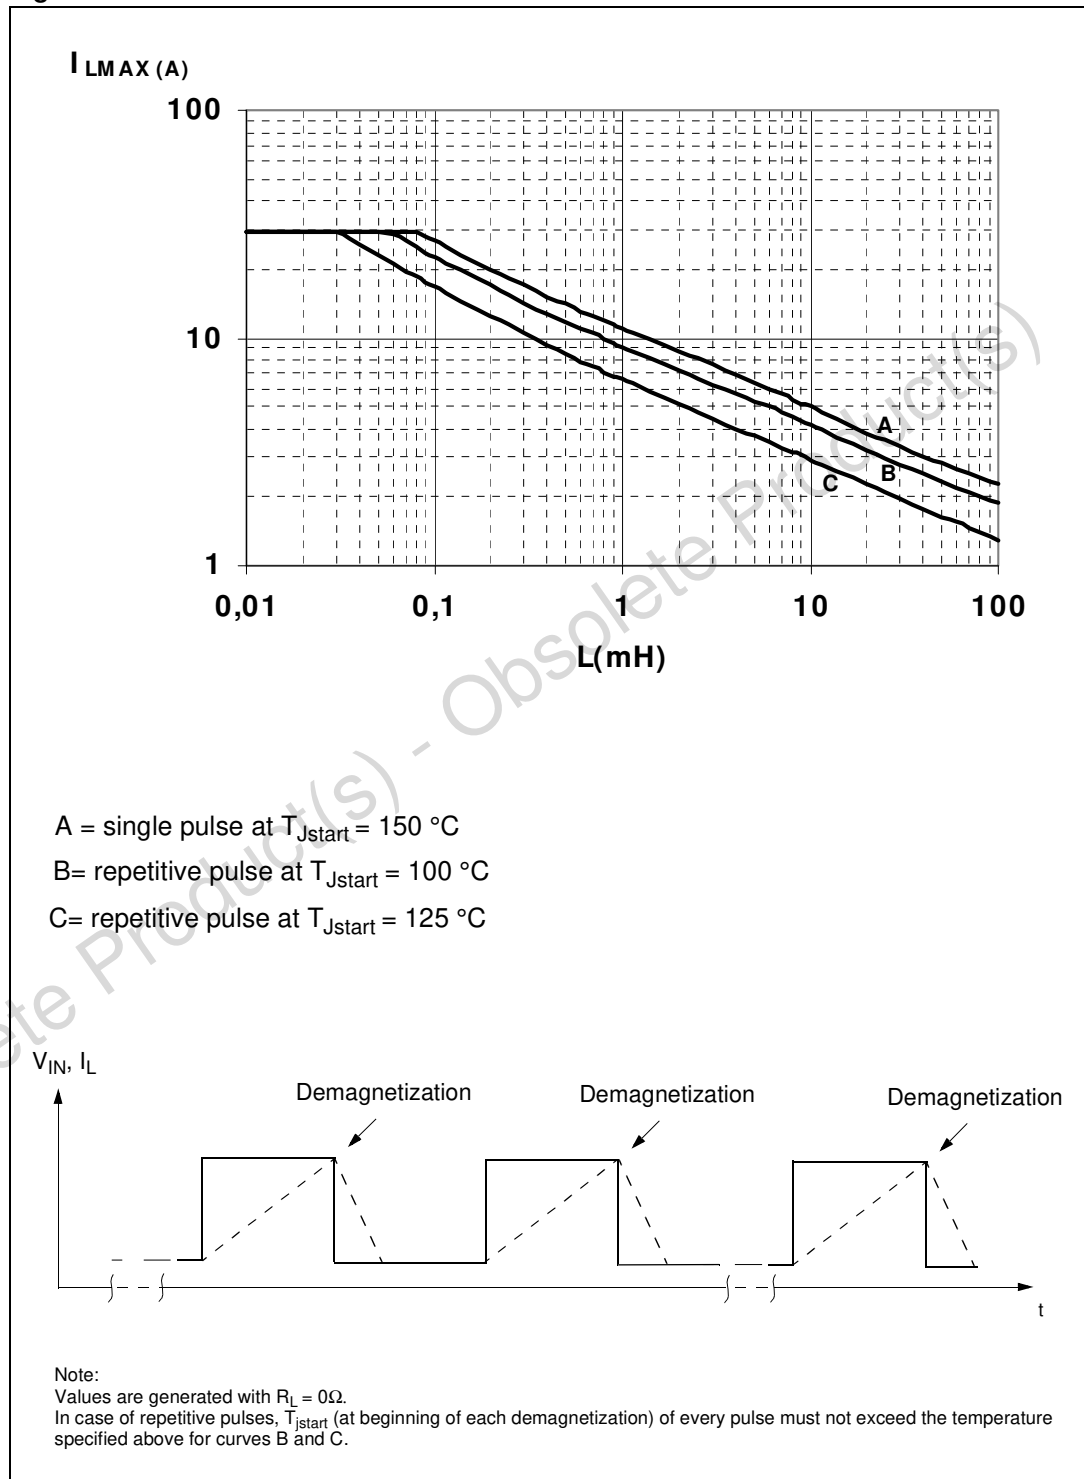 I LMAX (A)
100
10
1
0,01 0,1 1 10 100
A
B
C
L(mH)
A = single pulse at TJstart = 150 °C
B= repetitive pulse at TJstart = 100 °C
C= repetitive pulse at TJstart = 125 °C
VIN, IL
Demagnetization Demagnetization Demagnetization
t
Note:
Values are generated with RL = 0Ω.
In case of repetitive pulses, Tjstart (at beginning of each demagnetization) of every pulse must not exceed the temperature
specified above for curves B and C.
ete Product(s) - Obsolete Product(s)